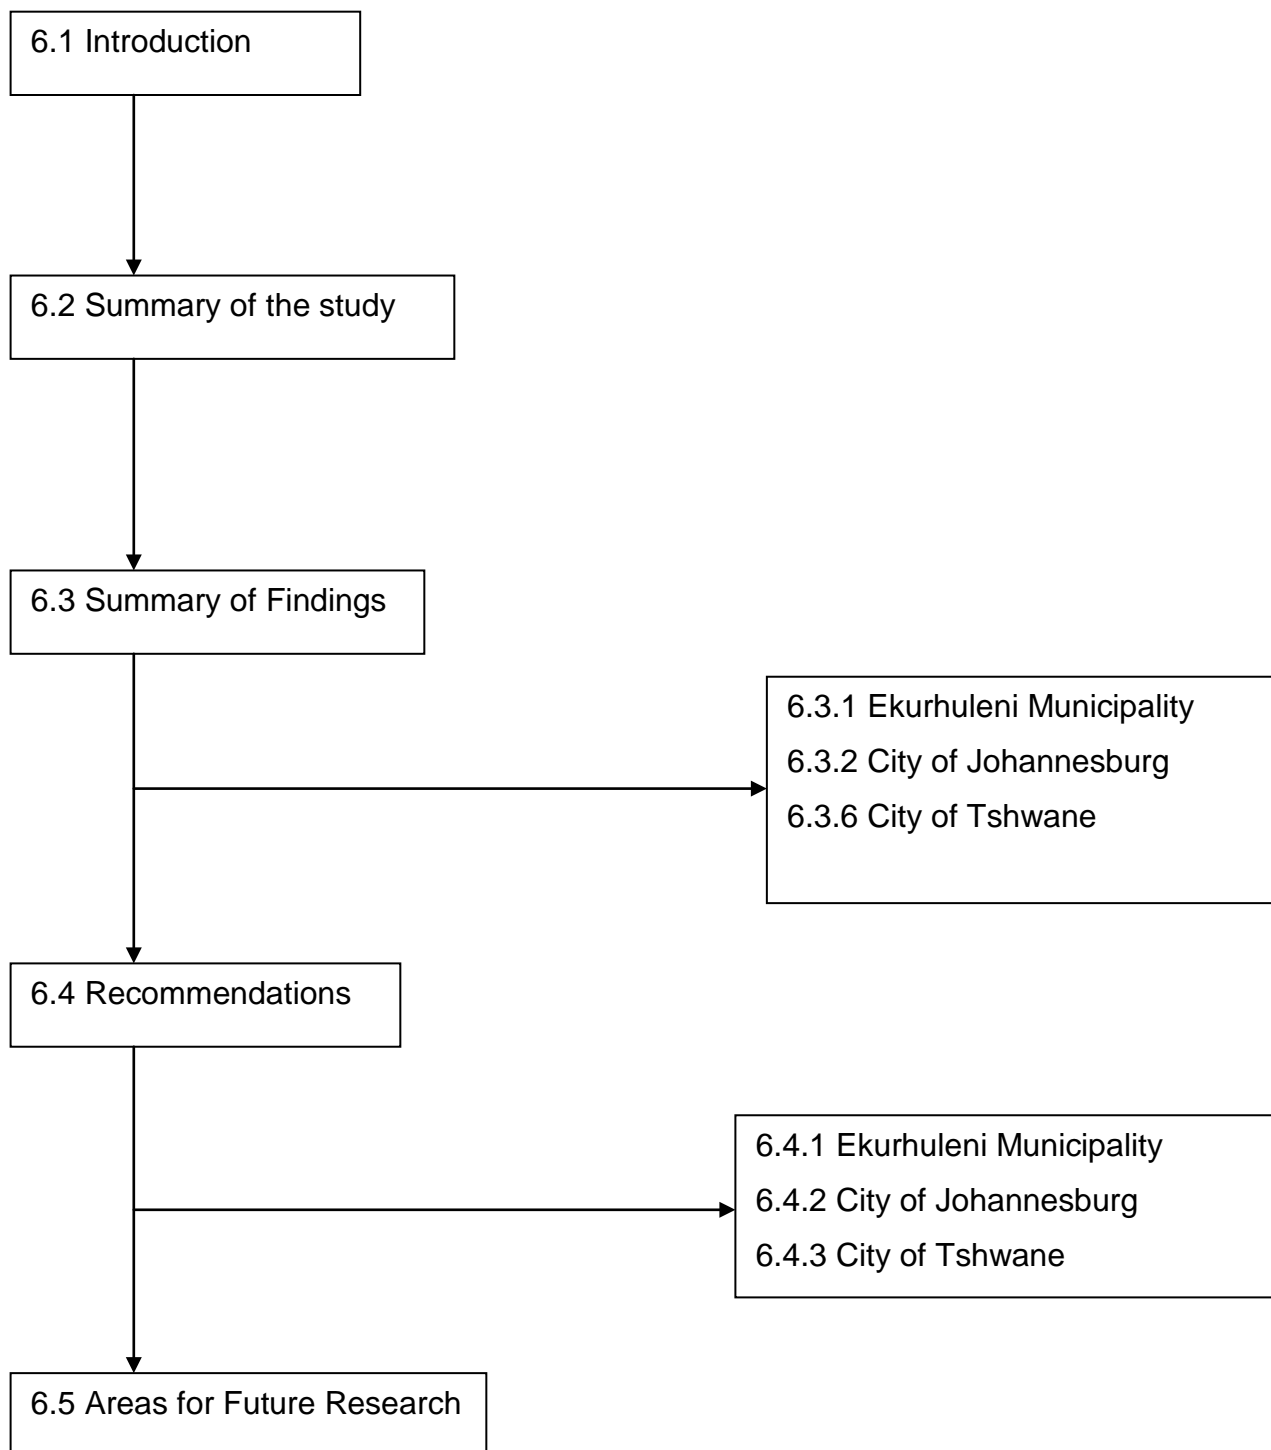 6.1 Introduction
6.2 Summary of the study
6.3 Summary of Findings
6.3.1 Ekurhuleni Municipality
6.3.2 City of Johannesburg
6.3.6 City of Tshwane
6.4 Recommendations
6.4.1 Ekurhuleni Municipality
6.4.2 City of Johannesburg
6.4.3 City of Tshwane
6.5 Areas for Future Research